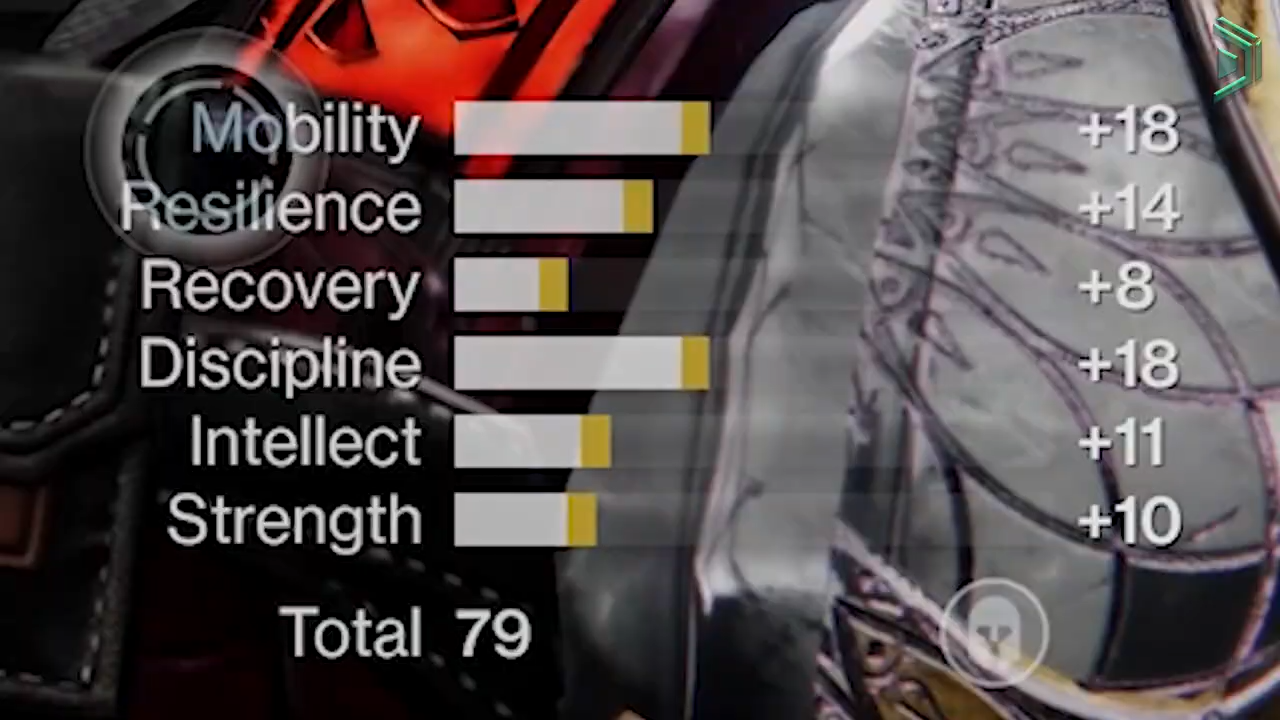 Mobility +18
Resilience +14
Recovery +8
Discipline +18
Intellect +11
Strength +10
Total 79